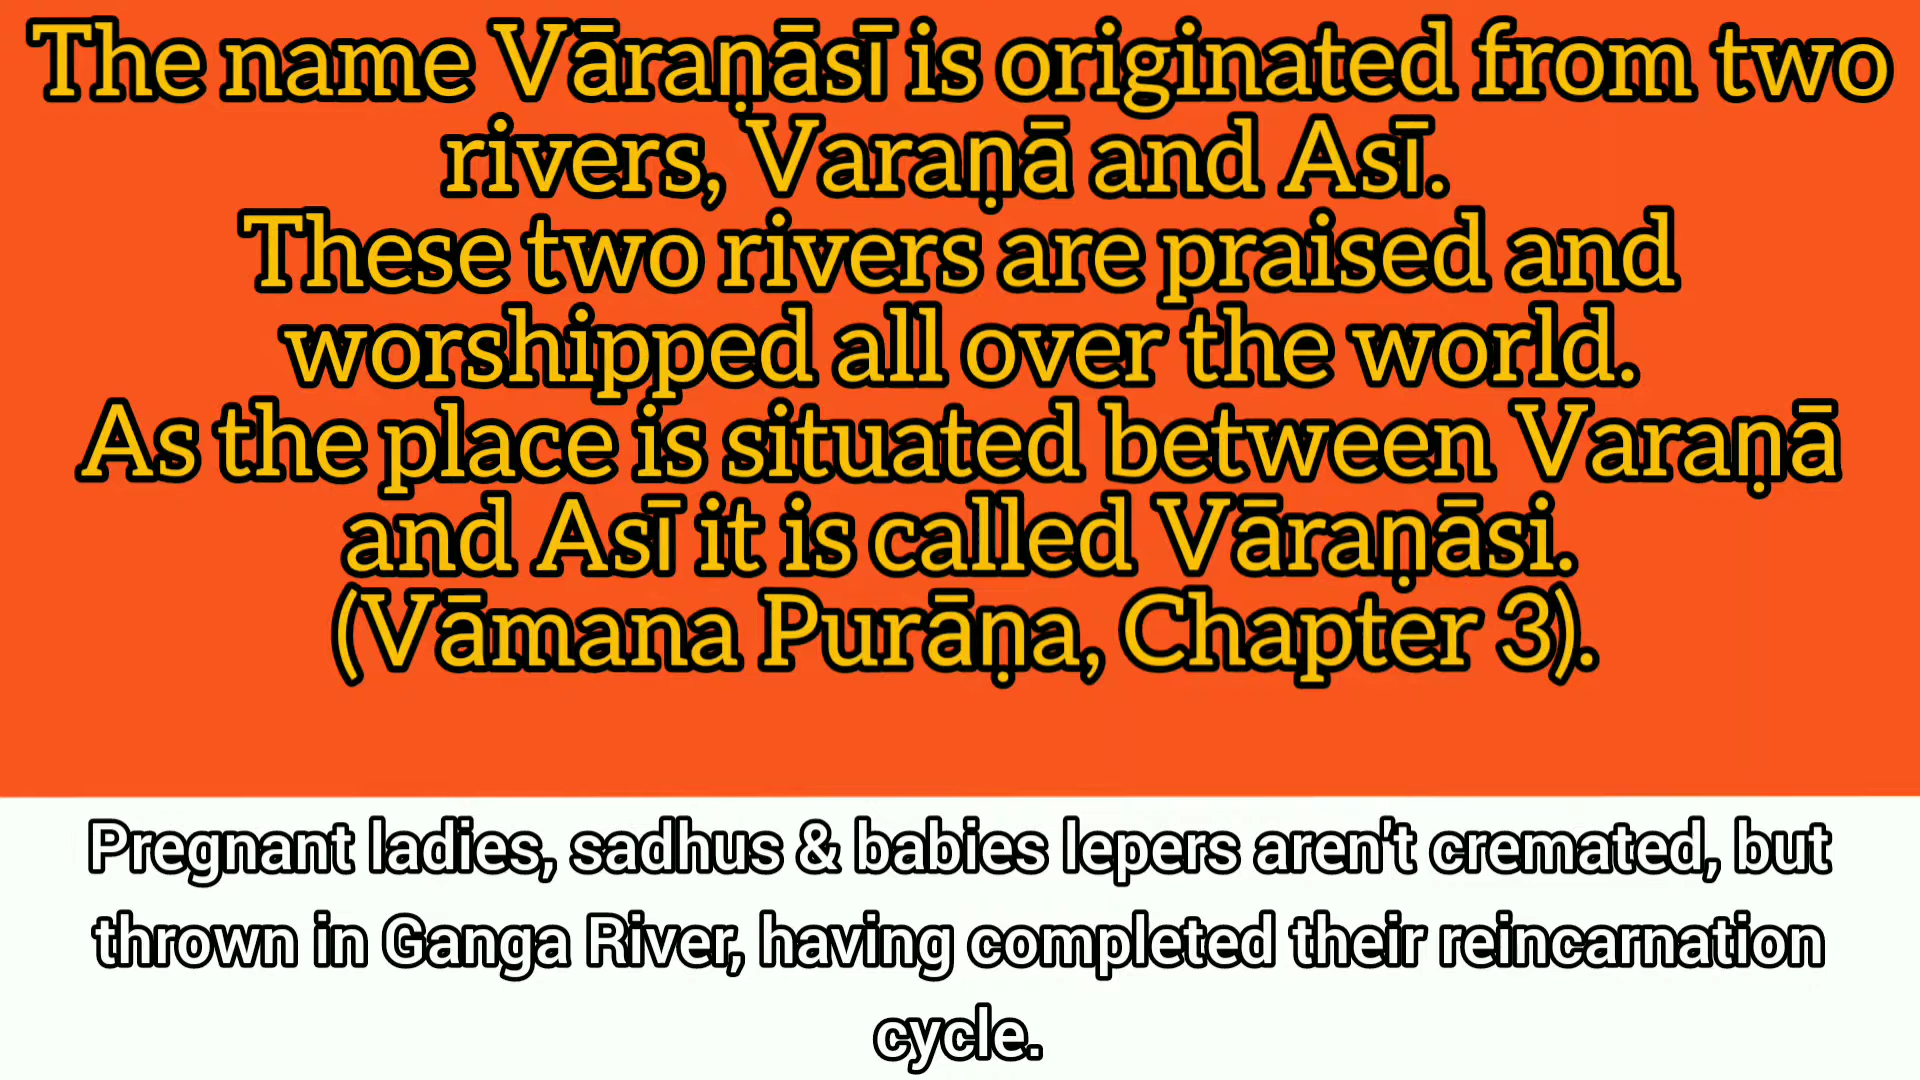 The name Vāraṇāsī is originated from two
rivers, Varaṇā and Asī.
These two rivers are praised and
worshipped all over the world.
As the place is situated between Varaṇā
and Asī it is called Vāraṇāsi.
(Vāmana Purāṇa, Chapter 3).
Pregnant ladies, sadhus & babies lepers aren't cremated, but
thrown in Ganga River, having completed their reincarnation
cycle.